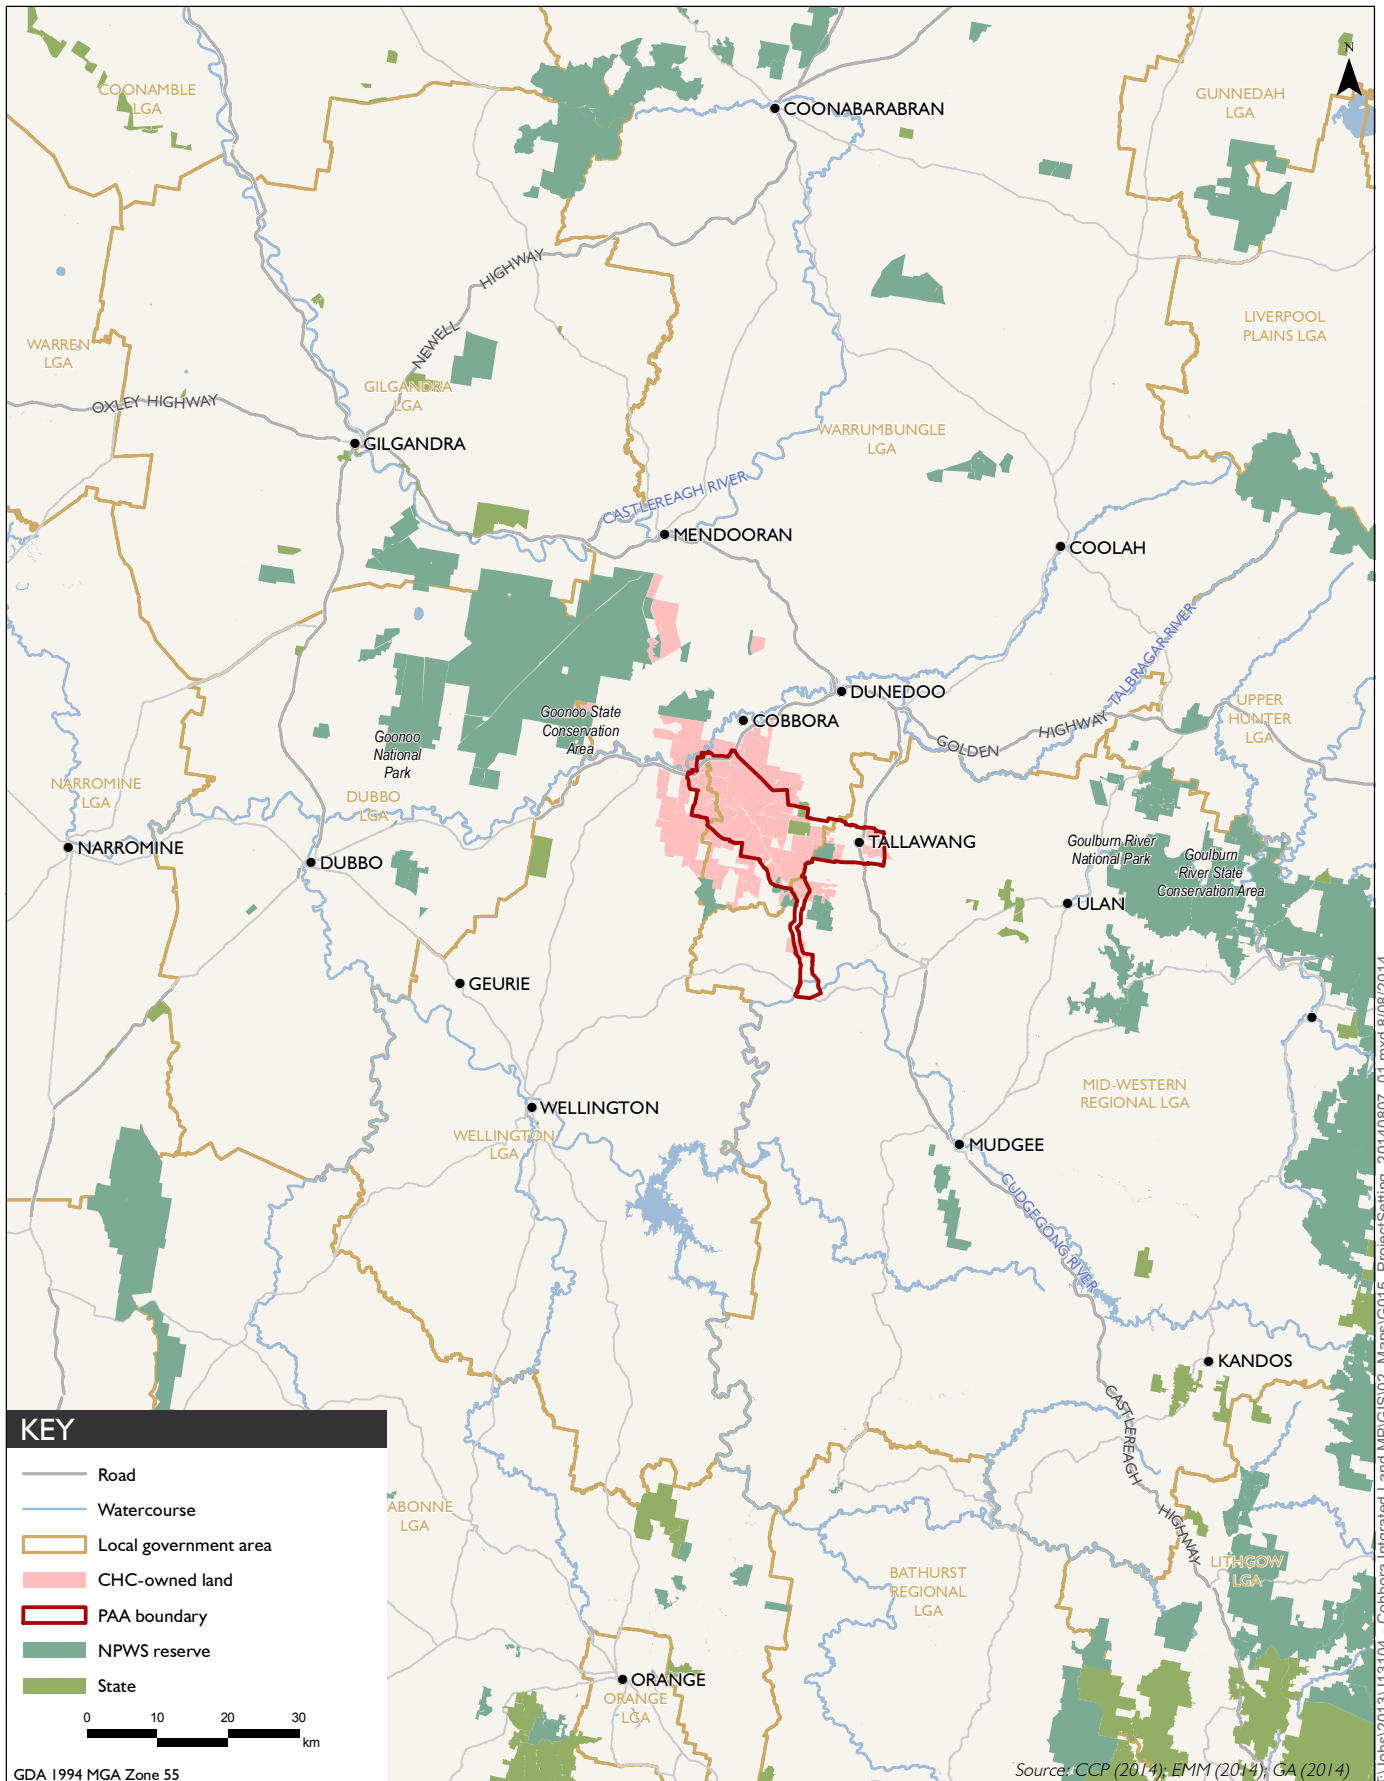 N
COONAMBLE
LGA
COONABARABRAN
GUNNEDAH
LGA
NEWELL HIGHWAY
LIVERPOOL
PLAINS LGA
WARREN
LGA
GILGANDRA
LGA
OXLEY HIGHWAY
WARRUMBUNGLE
LGA
GILGANDRA
CASTLEREAGH RIVER
MENDOORAN
COOLAH
TALBRAGAR RIVER
DUNEDOO
UPPER
HUNTER
LGA
COBBORA
Goonoo State
Conservation
Area
Goonoo
National
Park
GOLDEN HIGHWAY
NARROMINE
LGA
DUBBO
LGA
NARROMINE
DUBBO
TALLAWANG
Goulburn River
National Park
Goulburn
River State
Conservation Area
ULAN
GEURIE
MID-WESTERN
REGIONAL LGA
WELLINGTON
WELLINGTON
LGA
MUDGEE
CUDGEGONG RIVER
KANDOS
CASTLEREAGH HIGHWAY
KEY
Road
Watercourse
Local government area
CHC-owned land
PAA boundary
NPWS reserve
State
0 10 20 30
km
GDA 1994 MGA Zone 55
ABONNE
LGA
BATHURST
REGIONAL
LGA
LITHGOW
LGA
ORANGE
ORANGE
LGA
Source: CCP (2014); EMM (2014); GA (2014)